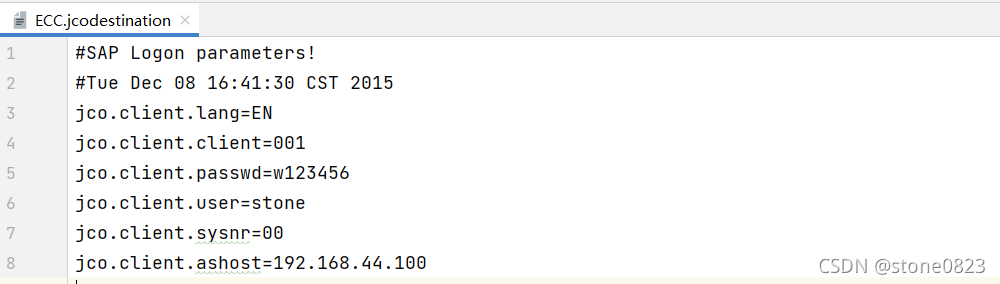 ECC.jcodestination
1 #SAP Logon parameters!
2 #Tue Dec 08 16:41:30 CST 2015
3 jco.client.lang=EN
4 jco.client.client=001
5 jco.client.passwd=w123456
6 jco.client.user=stone
7 jco.client.sysnr=00
8 jco.client.ashost=192.168.44.100
CSDN @stone0823